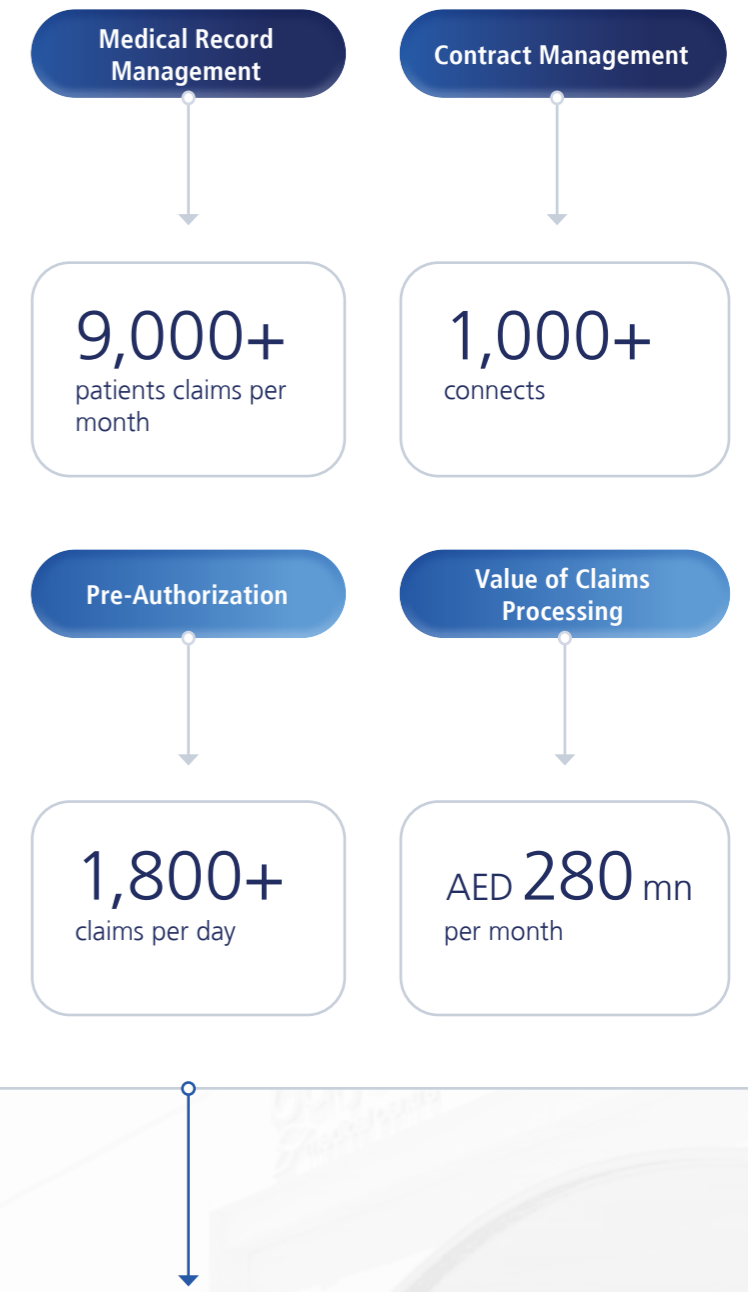 Medical Record
Management
Contract Management
9,000+
patients claims per
month
1,000+
connects
Pre-Authorization
Value of Claims
Processing
1,800+
claims per day
AED 280 mn
per month